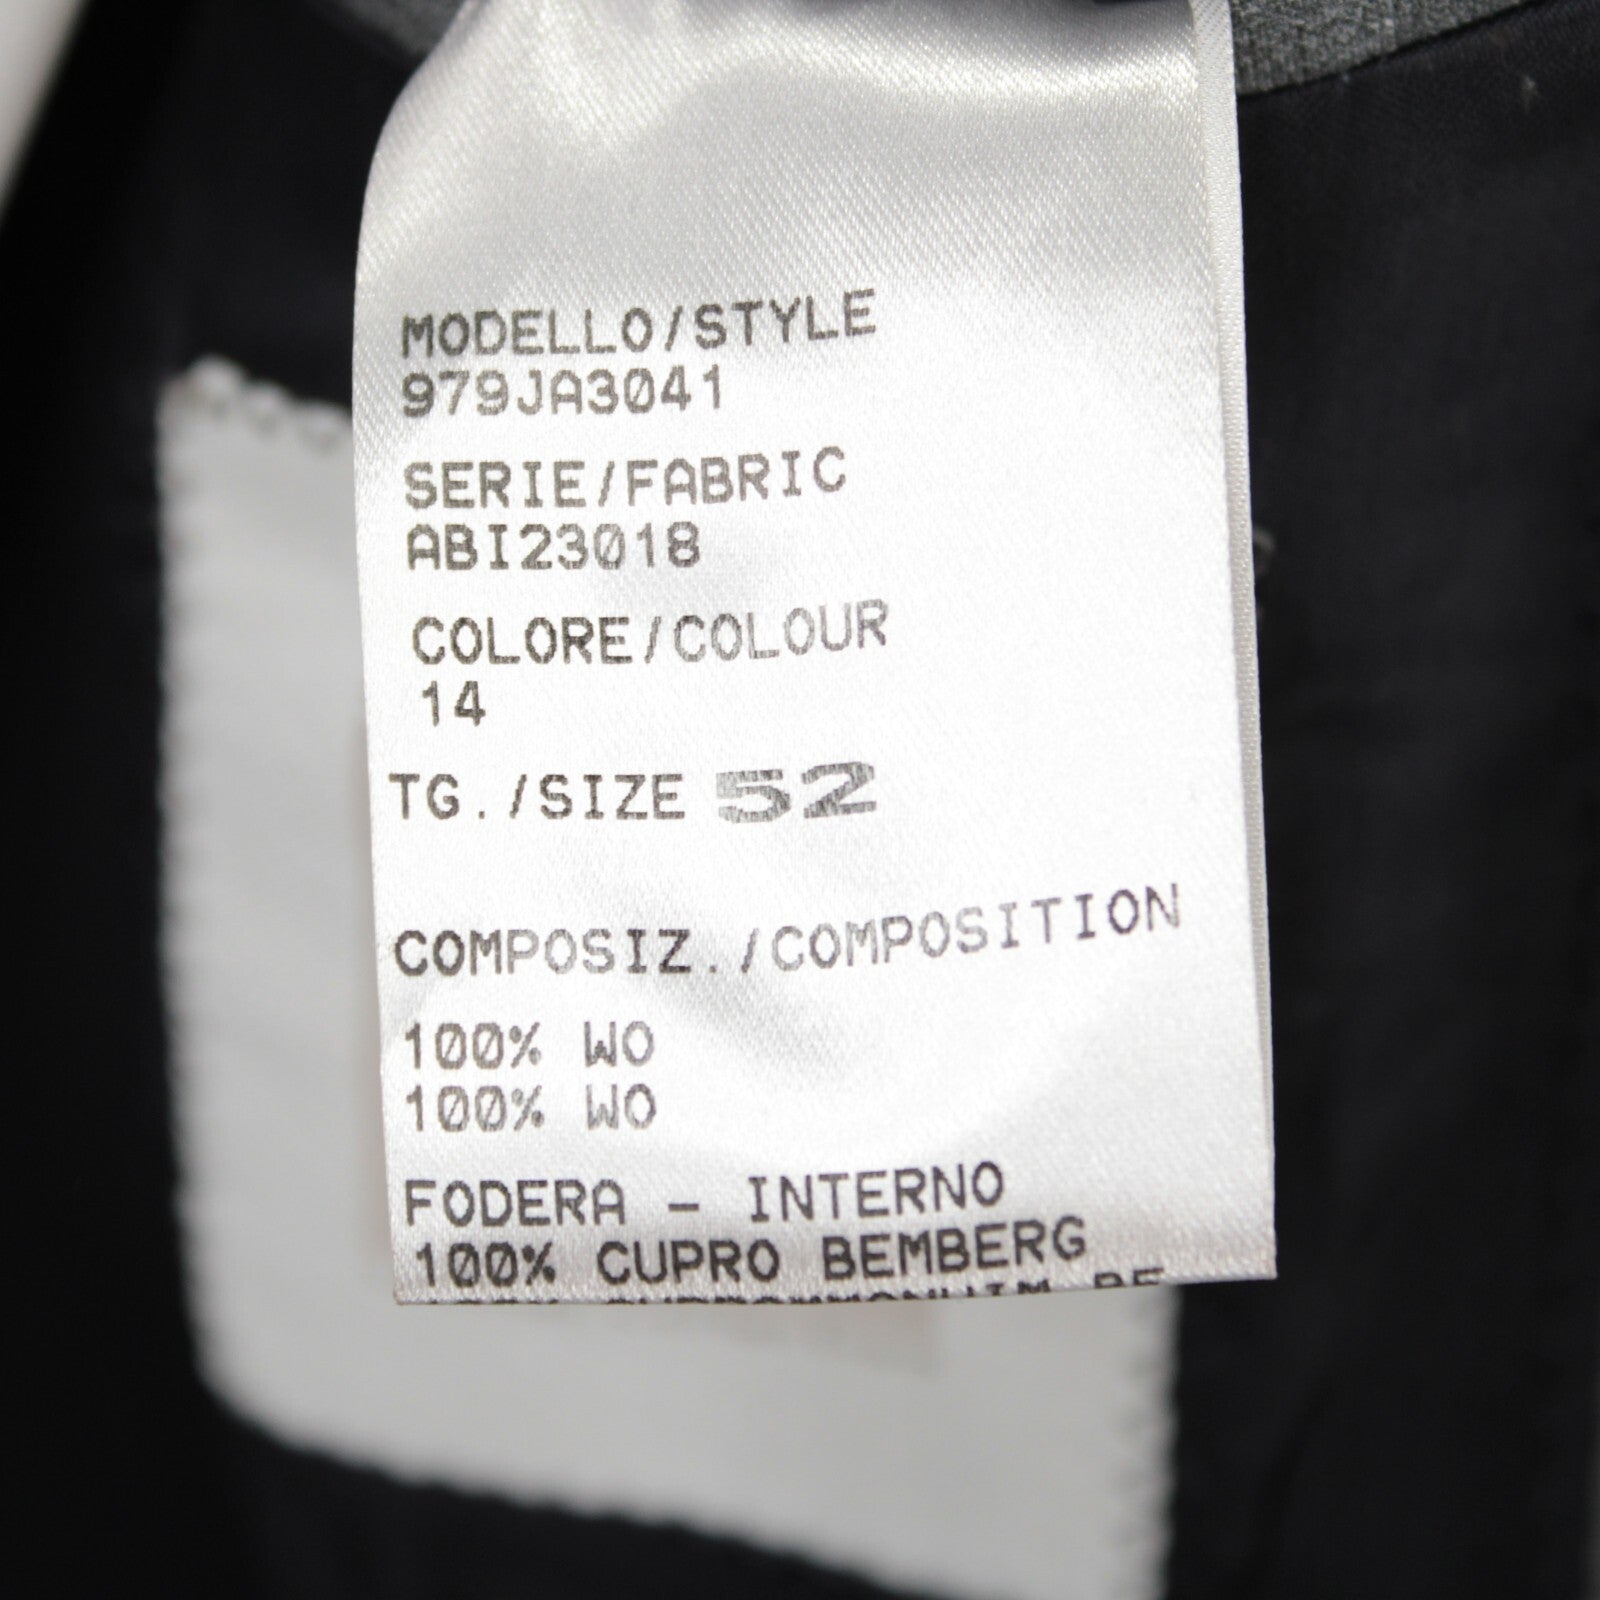 MODELLO/STYLE
979JA3041
SERIE/FABRIC
ABI23018
COLORE/COLOUR
14
TG./SIZE 52
COMPOSIZ./COMPOSITION
100% WO
100% WO
FODERA - INTERNO
100% CUPRO BEMBERG